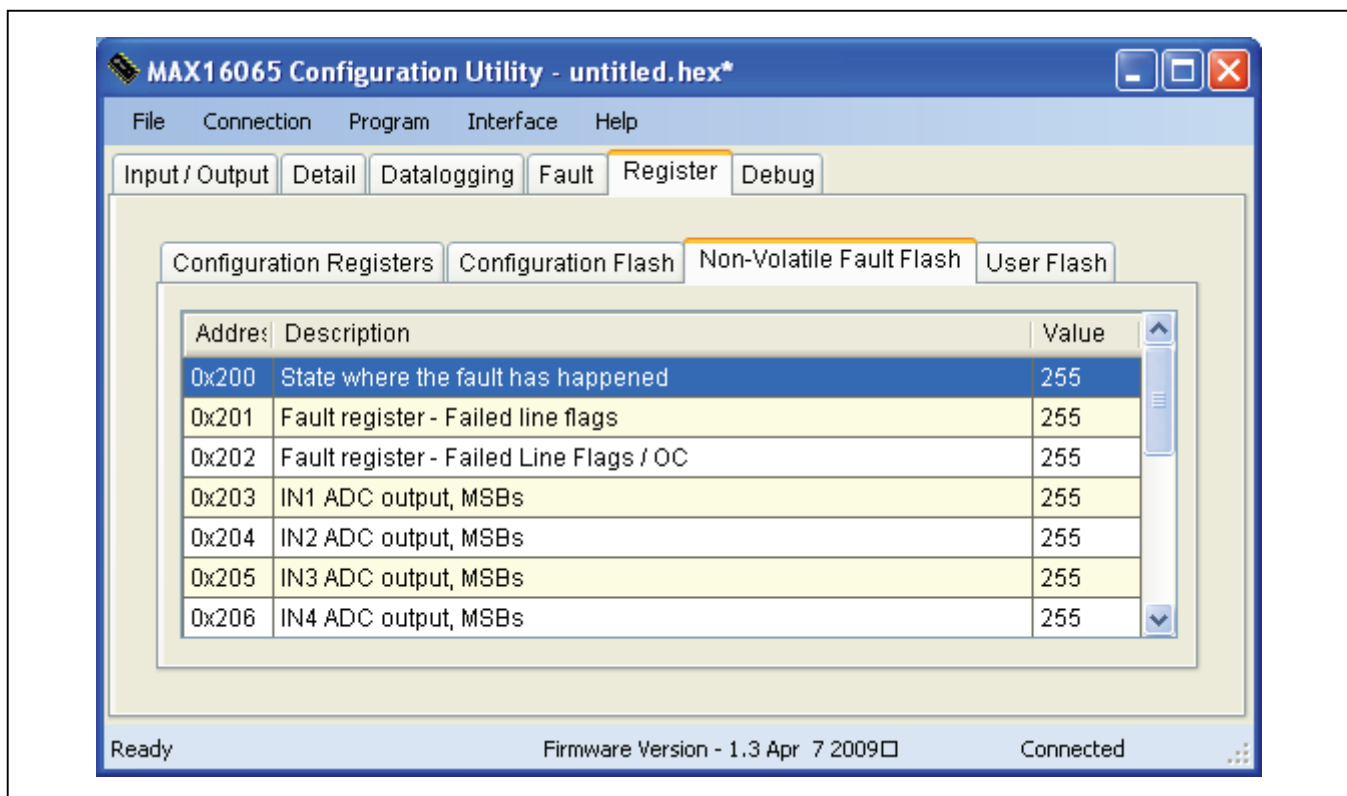 MAX16065 Configuration Utility - untitled.hex*
File Connection Program Interface Help
Input / Output Detail Datalogging Fault Register Debug
Configuration Registers Configuration Flash Non-Volatile Fault Flash User Flash
Addres Description Value
0x200 State where the fault has happened 255
0x201 Fault register - Failed line flags 255
0x202 Fault register - Failed Line Flags / OC 255
0x203 IN1 ADC output, MSBs 255
0x204 IN2 ADC output, MSBs 255
0x205 IN3 ADC output, MSBs 255
0x206 IN4 ADC output, MSBs 255
Ready Firmware Version - 1.3 Apr 7 2009□ Connected